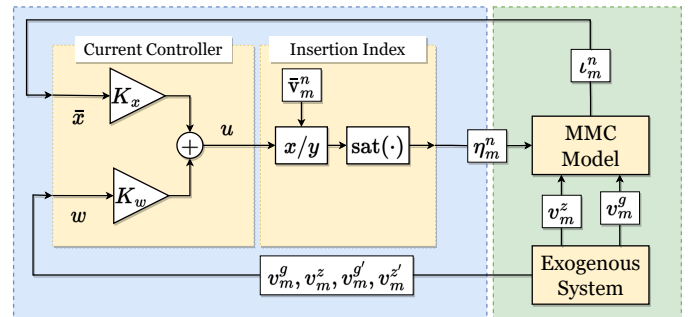 Current Controller
Insertion Index
ι_m^n
K_x
v̄_m^n
x̄
MMC
Model
u
x/y
sat(·)
η_m^n
+
K_w
w
v_m^z
v_m^g
v_m^g, v_m^z, v_m^g', v_m^z'
Exogenous
System